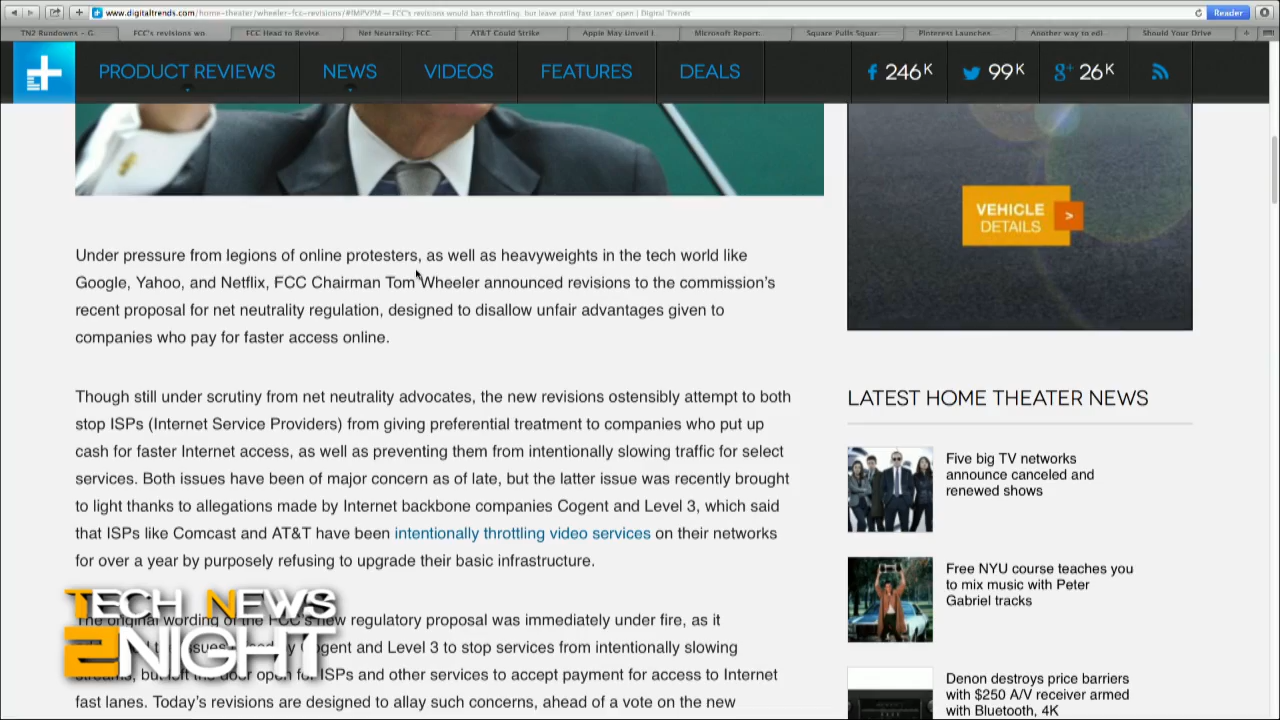 www.digitaltrends.com/home-theater/wheeler-fcc-revisions/#!MPVPM — FCC's revisions would ban throttling, but leave paid 'fast lanes' open | Digital Trends
Reader
TN2 Rundowns - G
FCC's revisions wo
FCC Head to Revise
Net Neutrality: FCC
AT&T Could Strike
Apple May Unveil I
Microsoft Report:
Square Pulls Squar
Pinterest Launches
Another way to edi
Should Your Drive
PRODUCT REVIEWS
NEWS
VIDEOS
FEATURES
DEALS
246K
99K
26K
VEHICLE
DETAILS
Under pressure from legions of online protesters, as well as heavyweights in the tech world like
Google, Yahoo, and Netflix, FCC Chairman Tom Wheeler announced revisions to the commission's
recent proposal for net neutrality regulation, designed to disallow unfair advantages given to
companies who pay for faster access online.
Though still under scrutiny from net neutrality advocates, the new revisions ostensibly attempt to both
stop ISPs (Internet Service Providers) from giving preferential treatment to companies who put up
cash for faster Internet access, as well as preventing them from intentionally slowing traffic for select
services. Both issues have been of major concern as of late, but the latter issue was recently brought
to light thanks to allegations made by Internet backbone companies Cogent and Level 3, which said
that ISPs like Comcast and AT&T have been intentionally throttling video services on their networks
for over a year by purposely refusing to upgrade their basic infrastructure.
regulatory proposal was immediately under fire, as it
Cogent and Level 3 to stop services from intentionally slowing
ISPs and other services to accept payment for access to Internet
fast lanes. Today's revisions are designed to allay such concerns, ahead of a vote on the new
LATEST HOME THEATER NEWS
Five big TV networks
announce canceled and
renewed shows
Free NYU course teaches you
to mix music with Peter
Gabriel tracks
Denon destroys price barriers
with $250 A/V receiver armed
with Bluetooth, 4K
TECH NEWS
2NIGHT